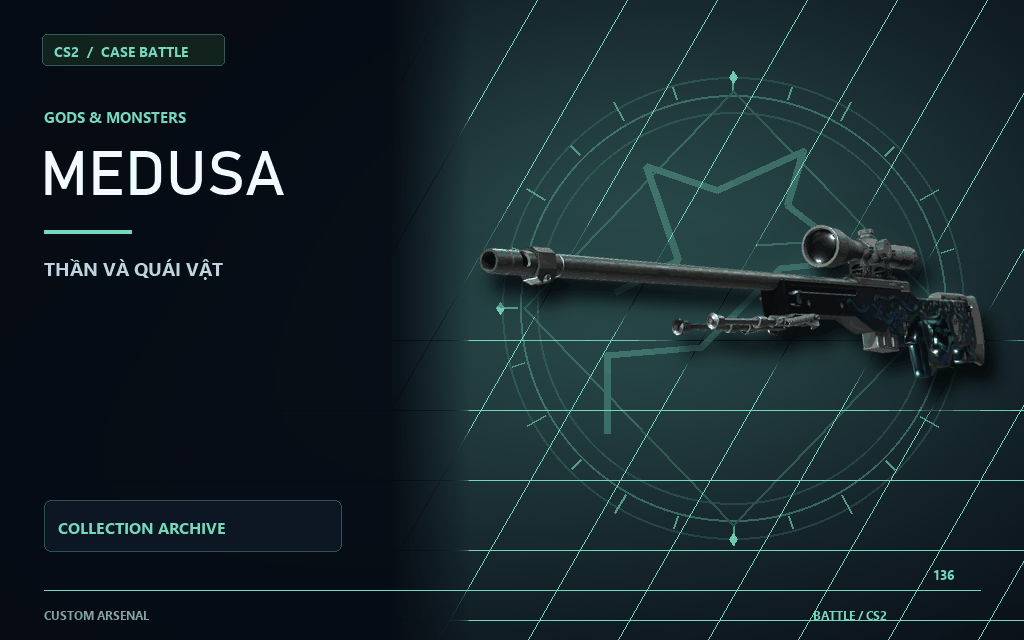 CS2 / CASE BATTLE
GODS & MONSTERS
MEDUSA
THẦN VÀ QUÁI VẬT
COLLECTION ARCHIVE
136
CUSTOM ARSENAL
BATTLE / CS2